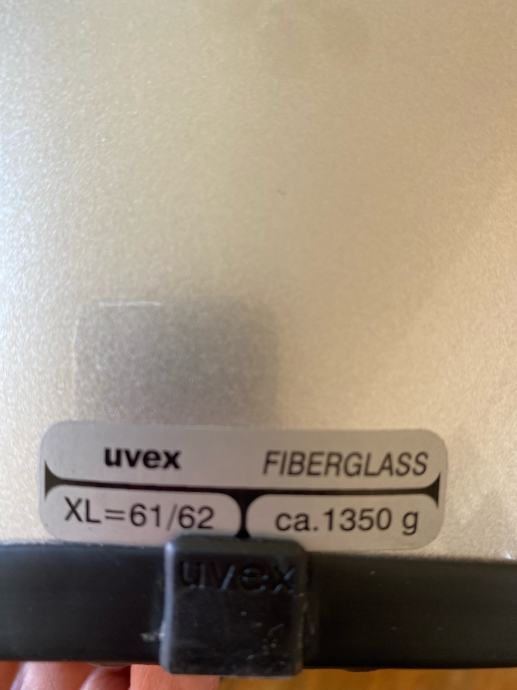 uvex FIBERGLASS
XL=61/62 ca.1350 g
uvex